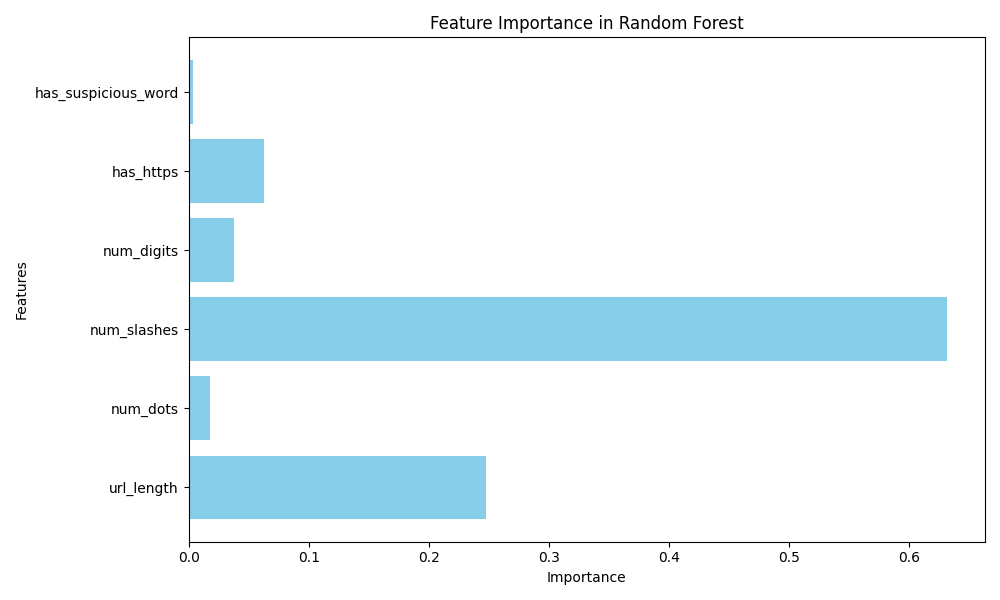 Feature Importance in Random Forest
has_suspicious_word
has_https
num_digits
num_slashes
num_dots
url_length
Features
0.0 0.1 0.2 0.3 0.4 0.5 0.6
Importance